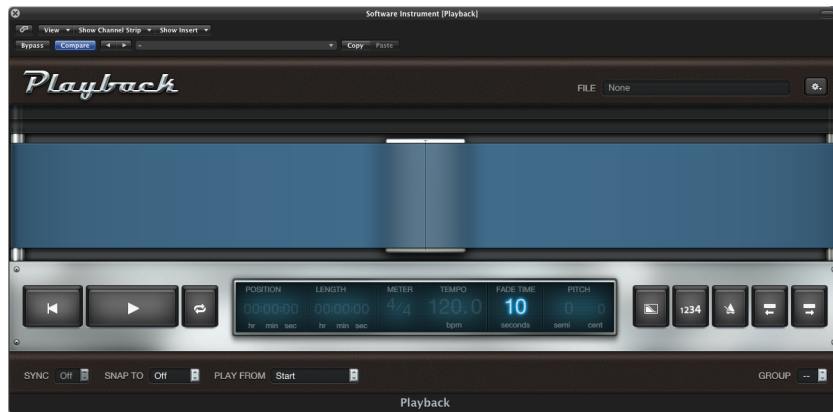 Software Instrument [Playback]
View Show Channel Strip Show Insert
Bypass Compare - Copy Paste
Playback
FILE None
POSITION LENGTH METER TEMPO FADE TIME PITCH
00:00:00 00:00:00 4/4 120.0 10 0 0
hr min sec hr min sec bpm seconds semi cent
1234
SYNC Off SNAP TO Off PLAY FROM Start GROUP --
Playback